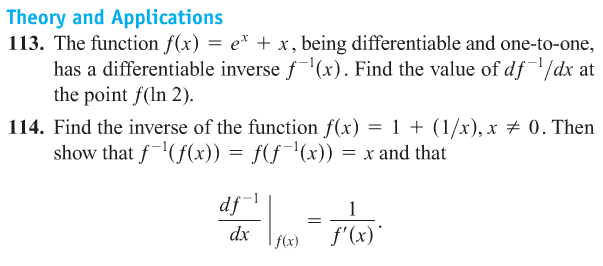 Theory and Applications
113. The function f(x) = eˣ + x, being differentiable and one-to-one,
has a differentiable inverse f⁻¹(x). Find the value of df⁻¹/dx at
the point f(ln 2).
114. Find the inverse of the function f(x) = 1 + (1/x), x ≠ 0. Then
show that f⁻¹(f(x)) = f(f⁻¹(x)) = x and that
df⁻¹/dx |f(x) = 1/f′(x).